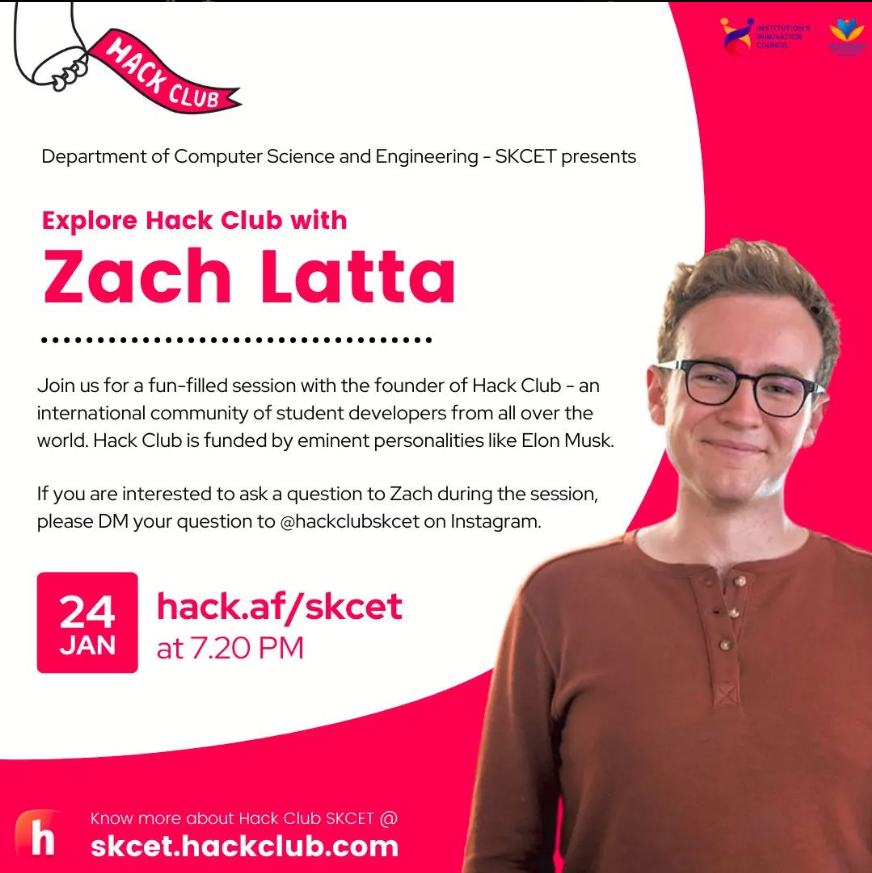 HACK CLUB
INSTITUTION'S
INNOVATION
COUNCIL
Department of Computer Science and Engineering - SKCET presents
Explore Hack Club with
Zach Latta
Join us for a fun-filled session with the founder of Hack Club - an
international community of student developers from all over the
world. Hack Club is funded by eminent personalities like Elon Musk.
If you are interested to ask a question to Zach during the session,
please DM your question to @hackclubskcet on Instagram.
24
JAN
hack.af/skcet
at 7.20 PM
h
Know more about Hack Club SKCET @
skcet.hackclub.com